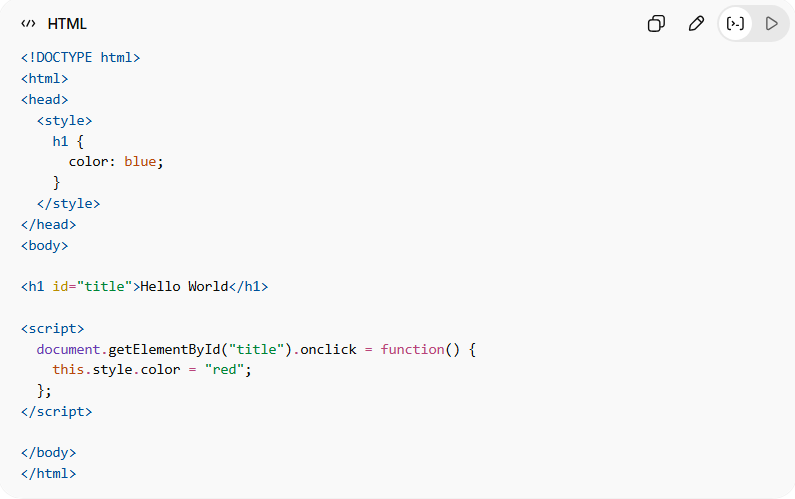 HTML
<!DOCTYPE html>
<html>
<head>
  <style>
    h1 {
      color: blue;
    }
  </style>
</head>
<body>

<h1 id="title">Hello World</h1>

<script>
  document.getElementById("title").onclick = function() {
    this.style.color = "red";
  };
</script>

</body>
</html>